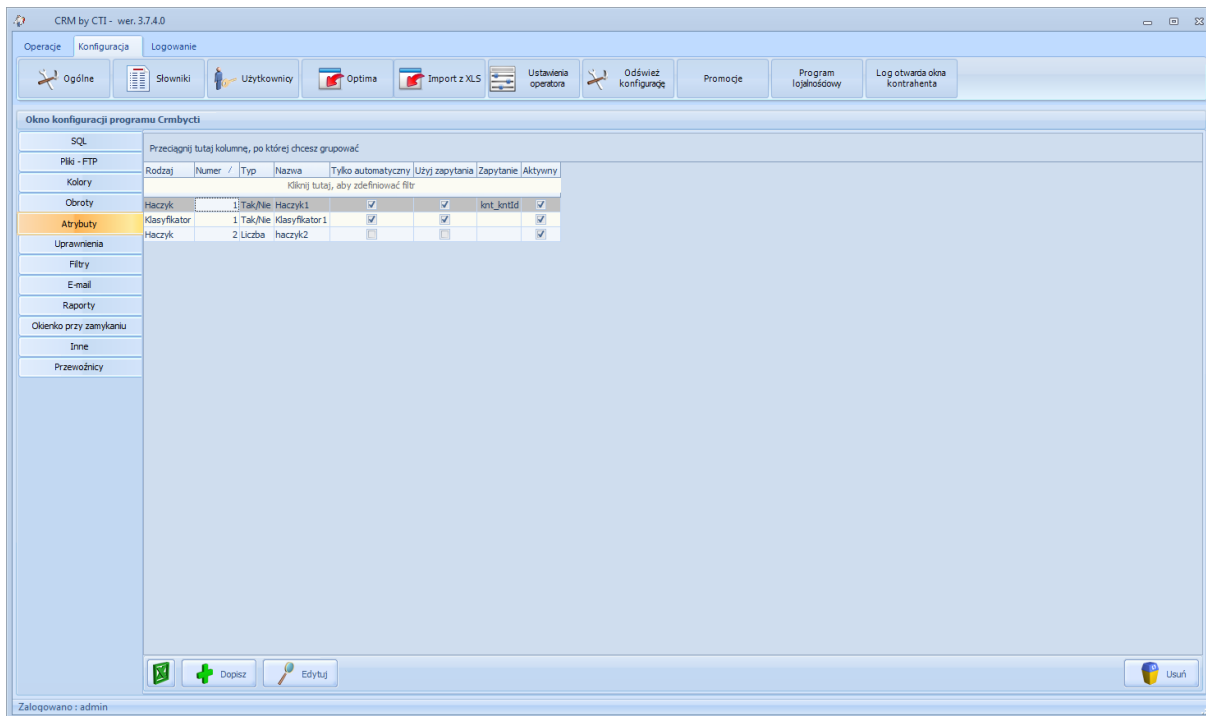 CRM by CTI - wer. 3.7.4.0
Operacje Konfiguracja Logowanie
Ogólne Słowniki Użytkownicy Optima Import z XLS Ustawienia operatora Odśwież konfigurację Promocje Program lojalnościowy Log otwarcia okna kontrahenta
Okno konfiguracji programu Crmbycti
SQL
Pliki - FTP
Kolory
Obroty
Atrybuty
Uprawnienia
Filtry
E-mail
Raporty
Okienko przy zamykaniu
Inne
Przewoźnicy
Przeciągnij tutaj kolumnę, po której chcesz grupować
Rodzaj Numer Typ Nazwa Tylko automatyczny Użyj zapytania Zapytanie Aktywny
Kliknij tutaj, aby zdefiniować filtr
Haczyk 1 Tak/Nie Haczyk1 knt_kntId
Klasyfikator 1 Tak/Nie Klasyfikator1
Haczyk 2 Liczba haczyk2
Dopisz Edytuj Usuń
Zalogowano : admin